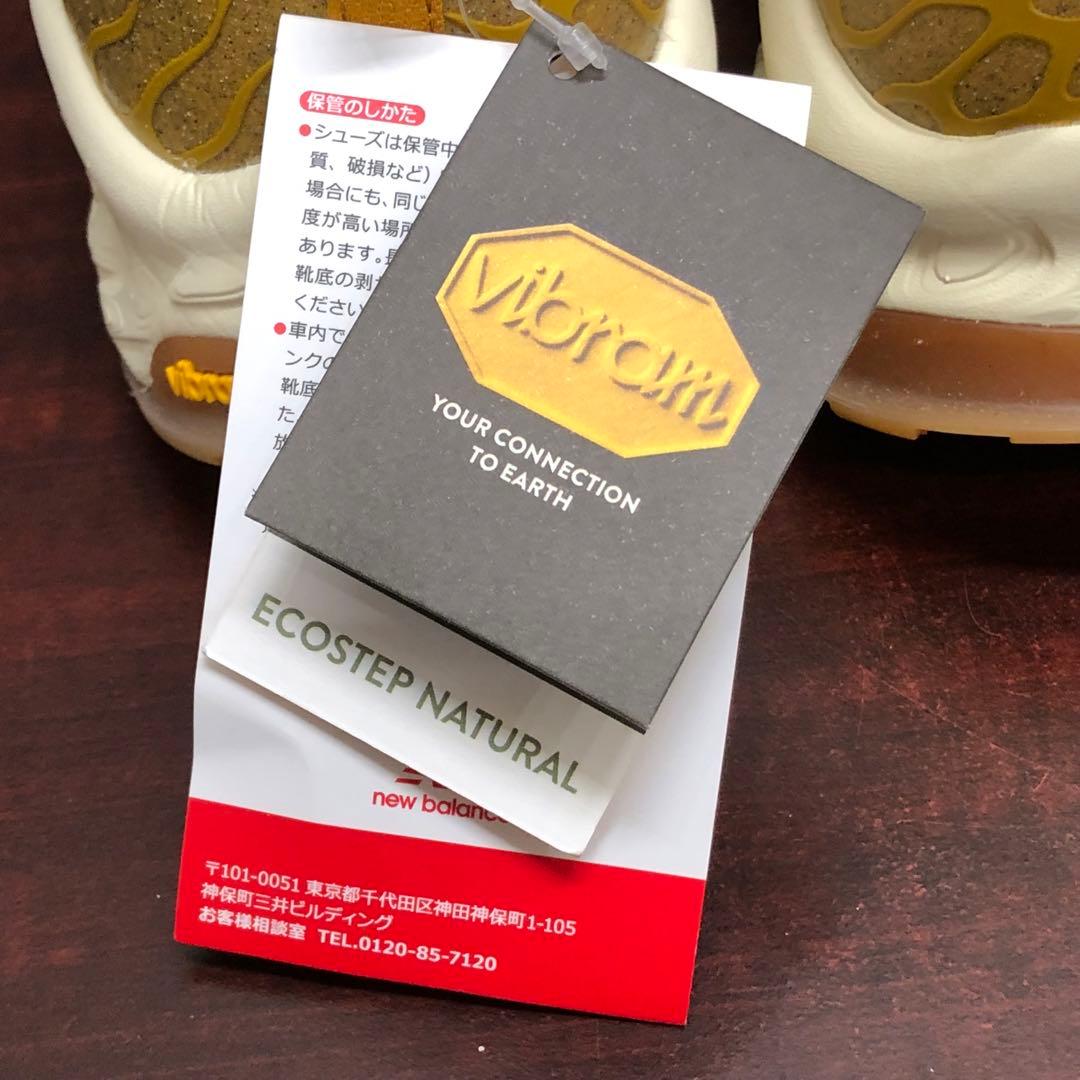 保管のしかた
●シューズは保管中
質、破損など)
場合にも、同じ
度が高い場所
あります。長
靴底の剥が
ください
●車内で
ンクの
靴底
た
放
vibram
YOUR CONNECTION
TO EARTH
vibram
ECOSTEP NATURAL
new balance
〒101-0051 東京都千代田区神田神保町1-105
神保町三井ビルディング
お客様相談室 TEL.0120-85-7120